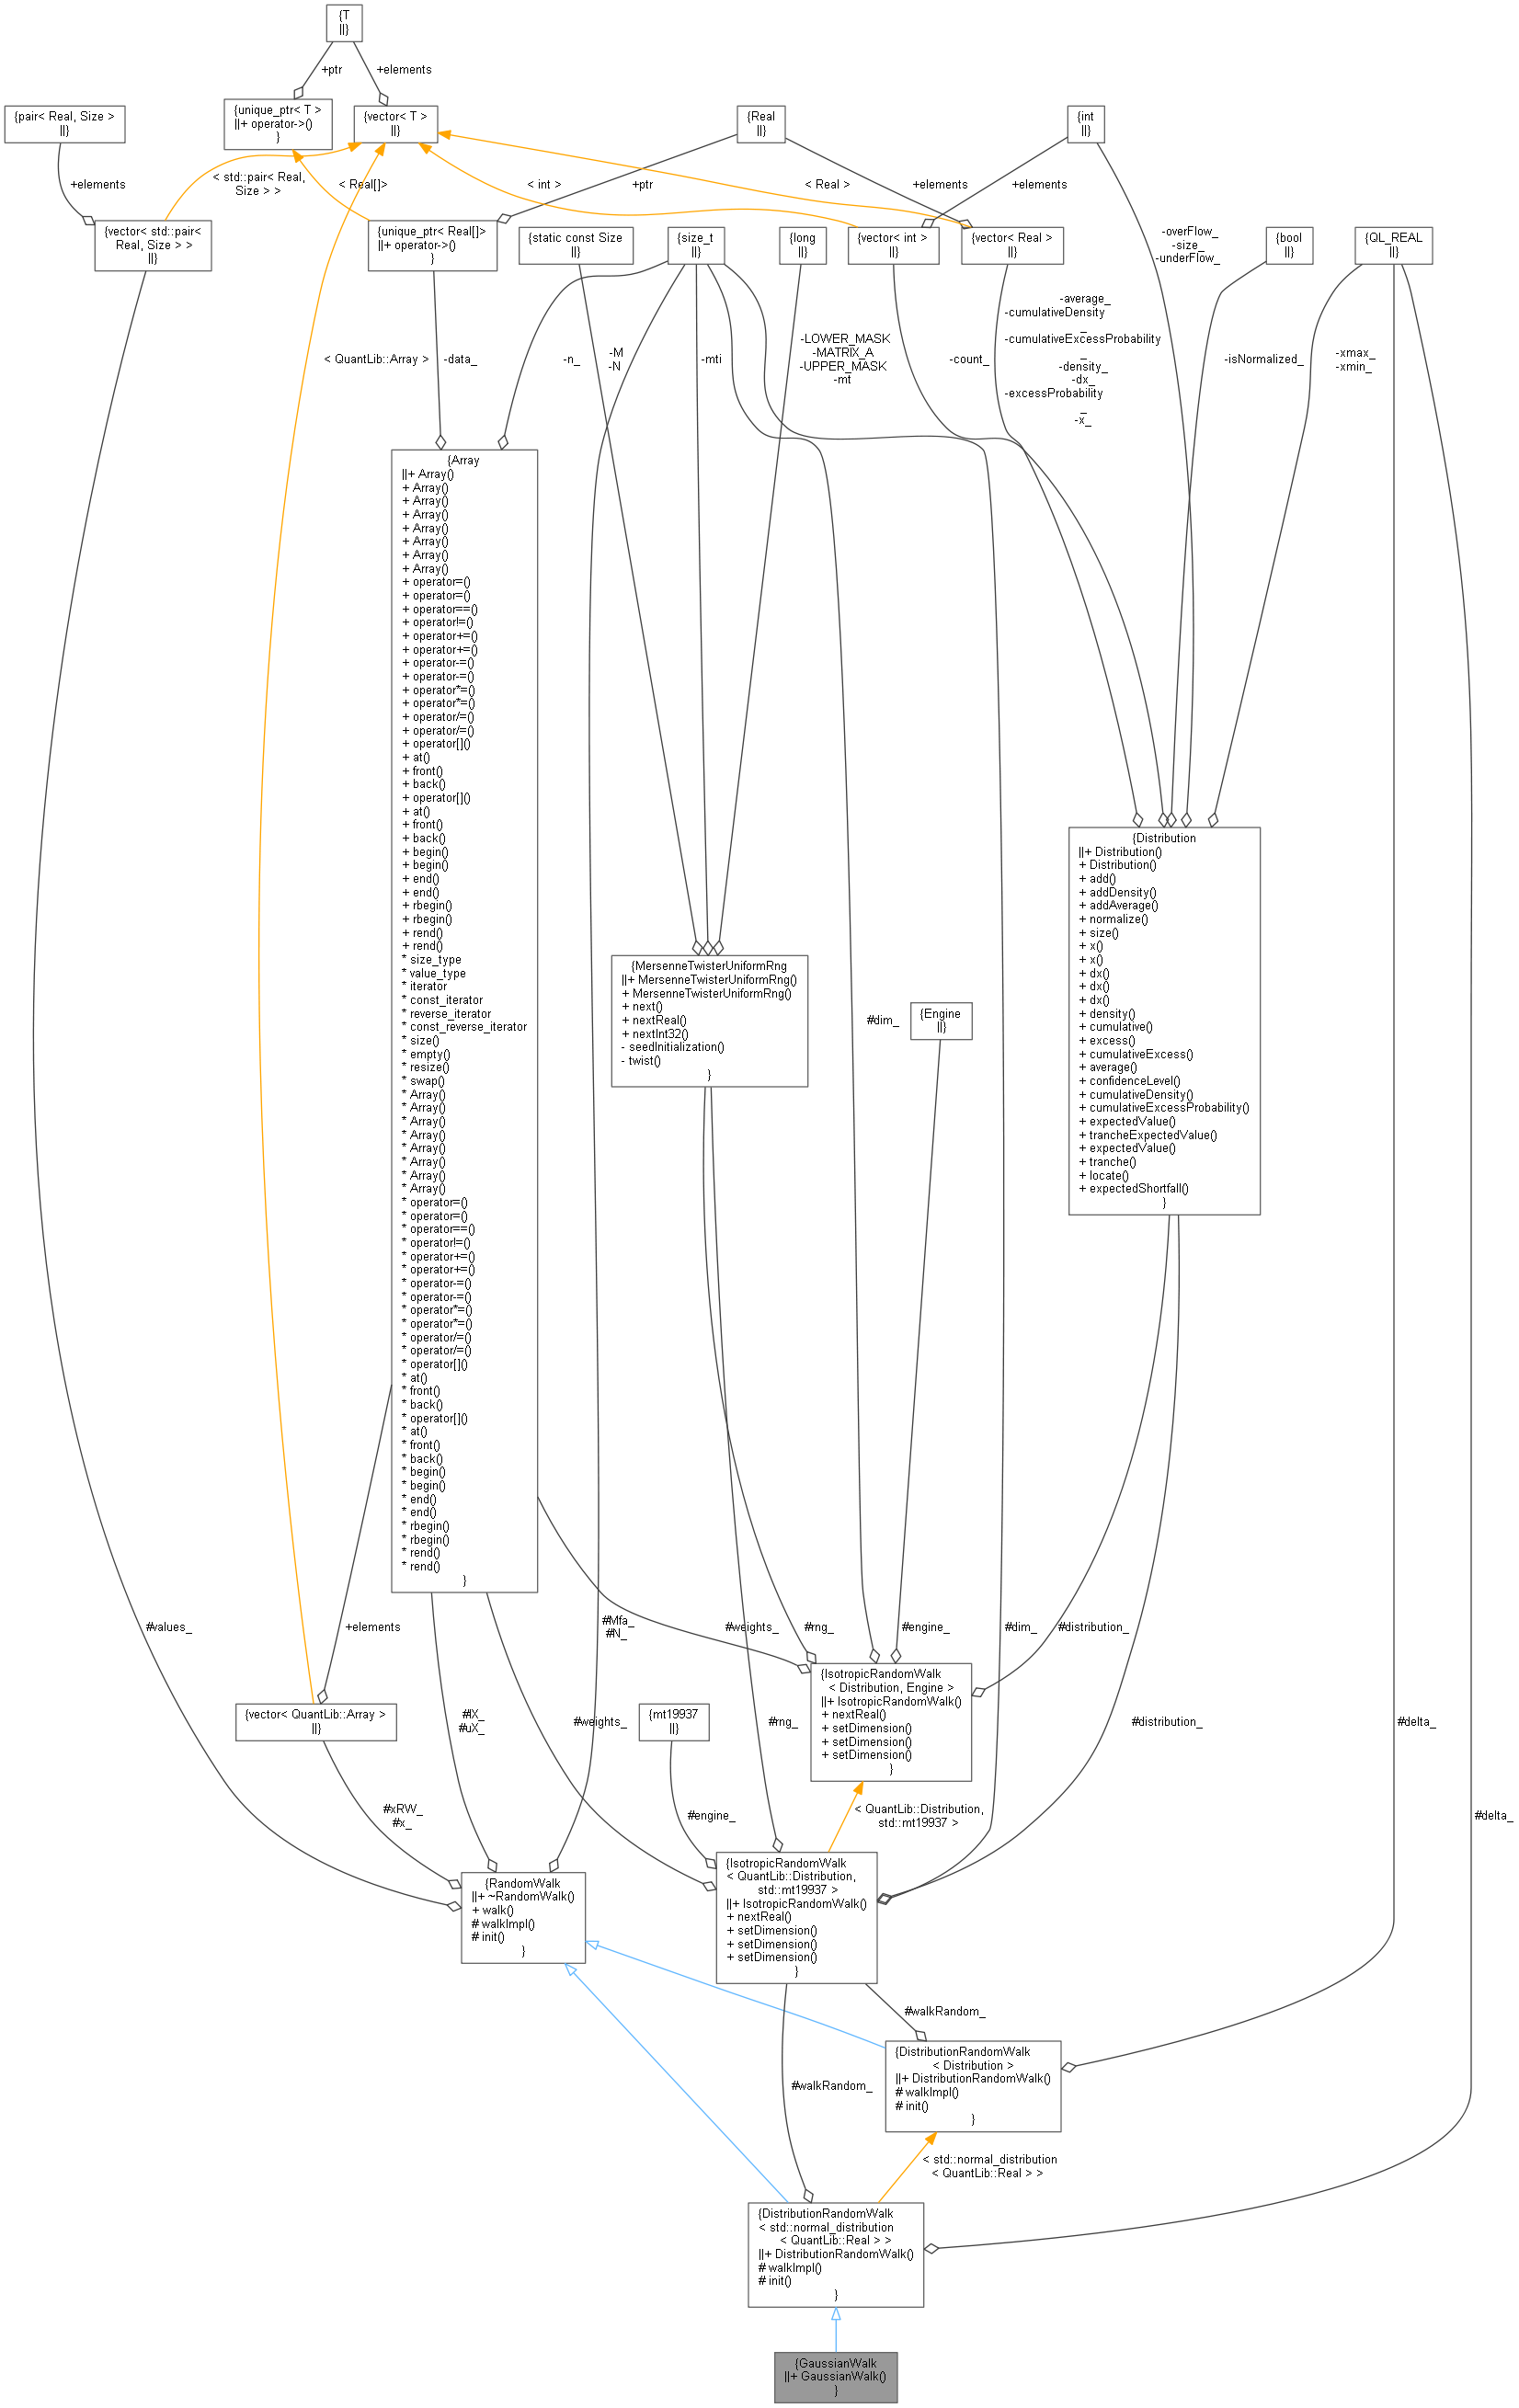 {T
||}
+ptr
+elements
{pair< Real, Size >
||}
{unique_ptr< T >
||+ operator->()
}
{vector< T >
||}
{Real
||}
{int
||}
+elements
< std::pair< Real,
Size > >
< Real[]>
< int >
+ptr
< Real >
+elements
+elements
{vector< std::pair<
Real, Size > >
||}
{unique_ptr< Real[]>
||+ operator->()
}
{static const Size
||}
{size_t
||}
{long
||}
{vector< int >
||}
{vector< Real >
||}
-overFlow_
-size_
-underFlow_
{bool
||}
{QL_REAL
||}
< QuantLib::Array >
-data_
-n_
-M
-N
-mti
-LOWER_MASK
-MATRIX_A
-UPPER_MASK
-mt
-count_
-average_
-cumulativeDensity
_
-cumulativeExcessProbability
_
-density_
-dx_
-excessProbability
_
-x_
-isNormalized_
-xmax_
-xmin_
{Array
||+ Array()
+ Array()
+ Array()
+ Array()
+ Array()
+ Array()
+ Array()
+ Array()
+ operator=()
+ operator=()
+ operator==()
+ operator!=()
+ operator+=()
+ operator+=()
+ operator-=()
+ operator-=()
+ operator*=()
+ operator*=()
+ operator/=()
+ operator/=()
+ operator[]()
+ at()
+ front()
+ back()
+ operator[]()
+ at()
+ front()
+ back()
+ begin()
+ begin()
+ end()
+ end()
+ rbegin()
+ rbegin()
+ rend()
+ rend()
* size_type
* value_type
* iterator
* const_iterator
* reverse_iterator
* const_reverse_iterator
* size()
* empty()
* resize()
* swap()
* Array()
* Array()
* Array()
* Array()
* Array()
* Array()
* Array()
* Array()
* operator=()
* operator=()
* operator==()
* operator!=()
* operator+=()
* operator+=()
* operator-=()
* operator-=()
* operator*=()
* operator*=()
* operator/=()
* operator/=()
* operator[]()
* at()
* front()
* back()
* operator[]()
* at()
* front()
* back()
* begin()
* begin()
* end()
* end()
* rbegin()
* rbegin()
* rend()
* rend()
}
{Distribution
||+ Distribution()
+ Distribution()
+ add()
+ addDensity()
+ addAverage()
+ normalize()
+ size()
+ x()
+ x()
+ dx()
+ dx()
+ dx()
+ density()
+ cumulative()
+ excess()
+ cumulativeExcess()
+ average()
+ confidenceLevel()
+ cumulativeDensity()
+ cumulativeExcessProbability()
+ expectedValue()
+ trancheExpectedValue()
+ expectedValue()
+ tranche()
+ locate()
+ expectedShortfall()
}
{MersenneTwisterUniformRng
||+ MersenneTwisterUniformRng()
+ MersenneTwisterUniformRng()
+ next()
+ nextReal()
+ nextInt32()
- seedInitialization()
- twist()
}
#dim_
{Engine
||}
#values_
+elements
#Mfa_
#N_
#weights_
#rng_
#engine_
#dim_
#distribution_
{IsotropicRandomWalk
< Distribution, Engine >
||+ IsotropicRandomWalk()
+ nextReal()
+ setDimension()
+ setDimension()
+ setDimension()
}
{vector< QuantLib::Array >
||}
#lX_
#uX_
#weights_
{mt19937
||}
#rng_
#distribution_
#delta_
#xRW_
#x_
#engine_
< QuantLib::Distribution,
std::mt19937 >
#delta_
{RandomWalk
||+ ~RandomWalk()
+ walk()
# walkImpl()
# init()
}
{IsotropicRandomWalk
< QuantLib::Distribution,
std::mt19937 >
||+ IsotropicRandomWalk()
+ nextReal()
+ setDimension()
+ setDimension()
+ setDimension()
}
#walkRandom_
#walkRandom_
{DistributionRandomWalk
< Distribution >
||+ DistributionRandomWalk()
# walkImpl()
# init()
}
< std::normal_distribution
< QuantLib::Real > >
{DistributionRandomWalk
< std::normal_distribution
< QuantLib::Real > >
||+ DistributionRandomWalk()
# walkImpl()
# init()
}
{GaussianWalk
||+ GaussianWalk()
}